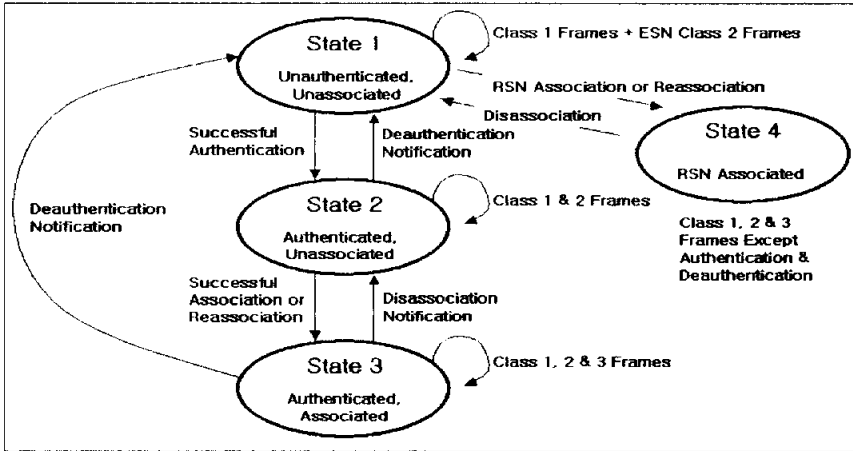 State 1
Unauthenticated,
Unassociated
Class 1 Frames + ESN Class 2 Frames
RSN Association or Reassociation
Disassociation
State 4
RSN Associated
Class 1, 2 & 3
Frames Except
Authentication &
Deauthentication
Successful
Authentication
Deauthentication
Notification
Deauthentication
Notification
State 2
Authenticated,
Unassociated
Class 1 & 2 Frames
Successful
Association or
Reassociation
Disassociation
Notification
State 3
Authenticated,
Associated
Class 1, 2 & 3 Frames